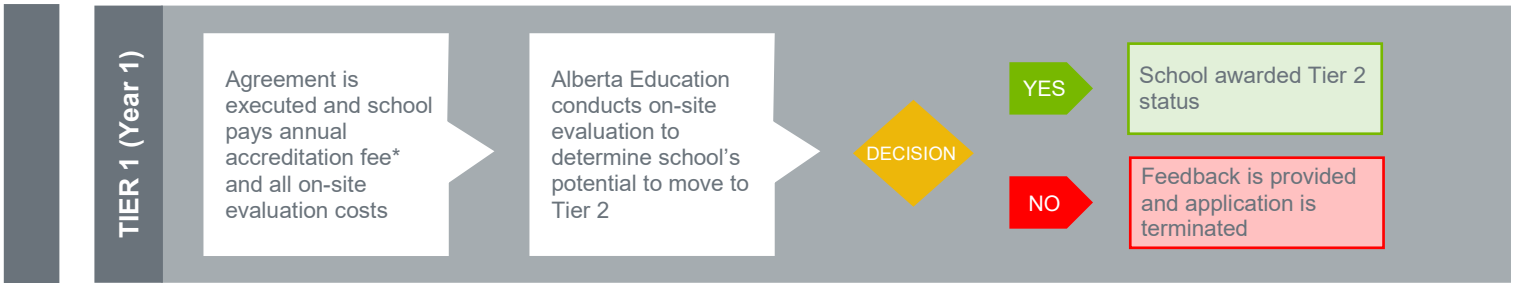 TIER 1 (Year 1)
Agreement is
executed and school
pays annual
accreditation fee*
and all on-site
evaluation costs
Alberta Education
conducts on-site
evaluation to
determine school’s
potential to move to
Tier 2
DECISION
YES
School awarded Tier 2
status
NO
Feedback is provided
and application is
terminated